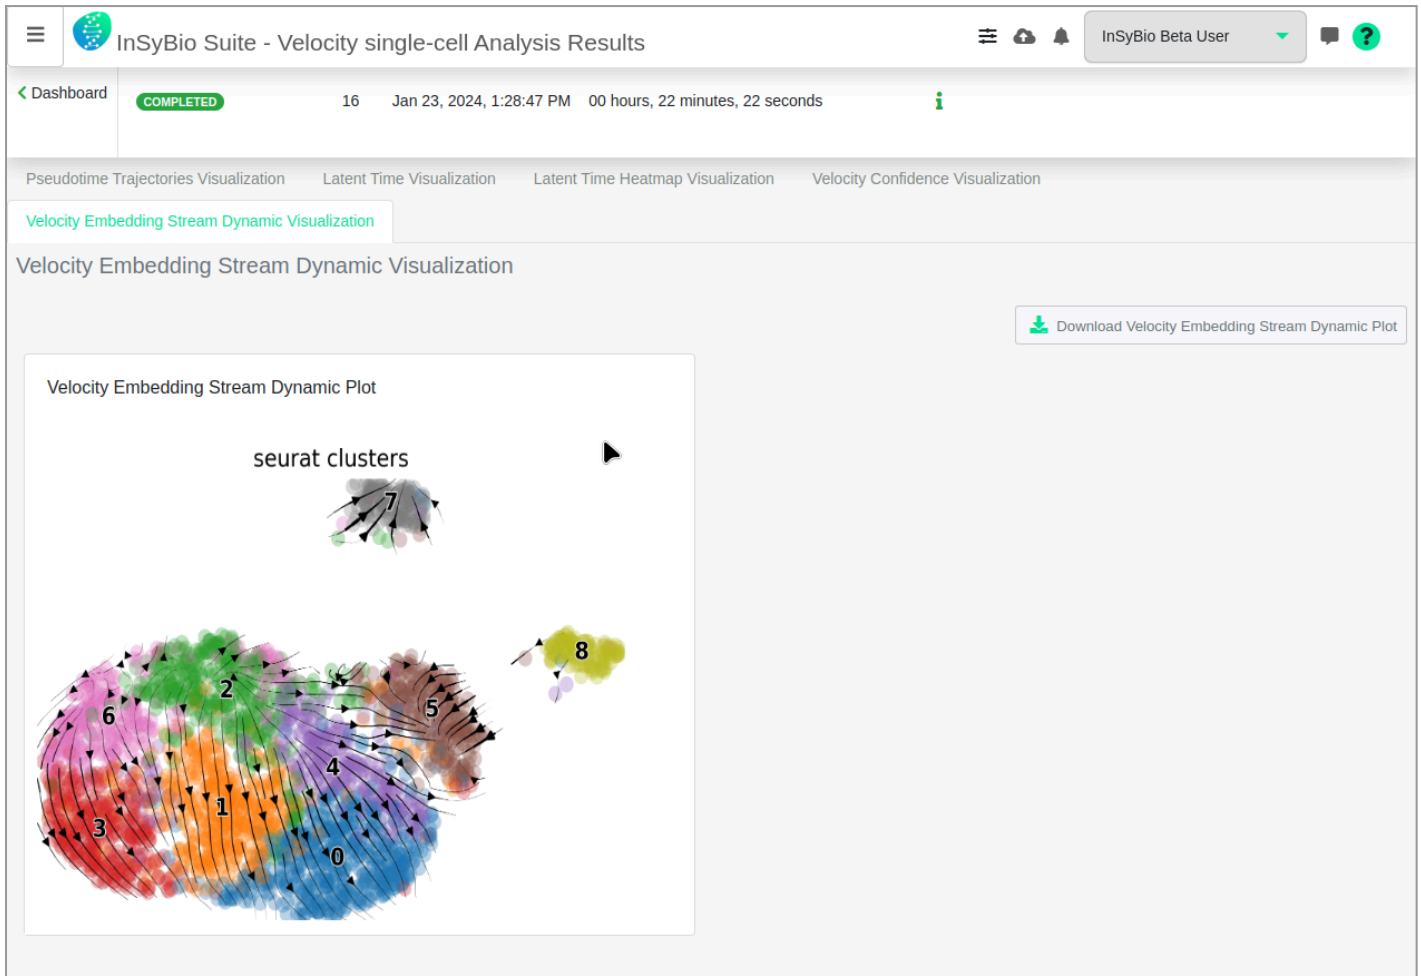 InSyBio Suite - Velocity single-cell Analysis Results
InSyBio Beta User
?
Dashboard
COMPLETED 16 Jan 23, 2024, 1:28:47 PM 00 hours, 22 minutes, 22 seconds
Pseudotime Trajectories Visualization Latent Time Visualization Latent Time Heatmap Visualization Velocity Confidence Visualization
Velocity Embedding Stream Dynamic Visualization
Velocity Embedding Stream Dynamic Visualization
Download Velocity Embedding Stream Dynamic Plot
Velocity Embedding Stream Dynamic Plot
seurat clusters
7
8
2
5
6
4
1
3
0